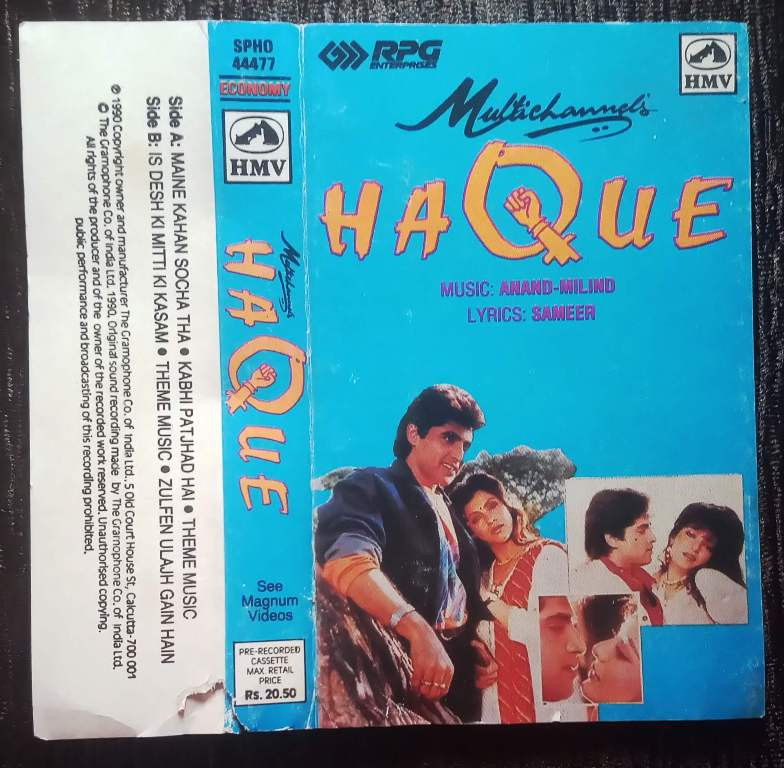 Side A: MAINE KAHAN SOCHA THA • KABHI PATJHAD HAI • THEME MUSIC
Side B: IS DESH KI MITTI KI KASAM • THEME MUSIC • ZULFEN ULAJH GAIN HAIN
℗ 1990 Copyright owner and manufacturer The Gramophone Co. of India Ltd., 5 Old Court House St., Calcutta-700 001
© The Gramophone Co. of India Ltd. 1990. Original sound recording made by The Gramophone Co. of India Ltd.
All rights of the producer and of the owner of the recorded work reserved. Unauthorised copying,
public performance and broadcasting of this recording prohibited.
SPHO
44477
ECONOMY
HMV
Multichannel's
HAQUE
See
Magnum
Videos
PRE-RECORDED
CASSETTE
MAX. RETAIL
PRICE
Rs. 20.50
RPG
ENTERPRISES
HMV
Multichannel's
HAQUE
MUSIC: ANAND-MILIND
LYRICS: SAMEER